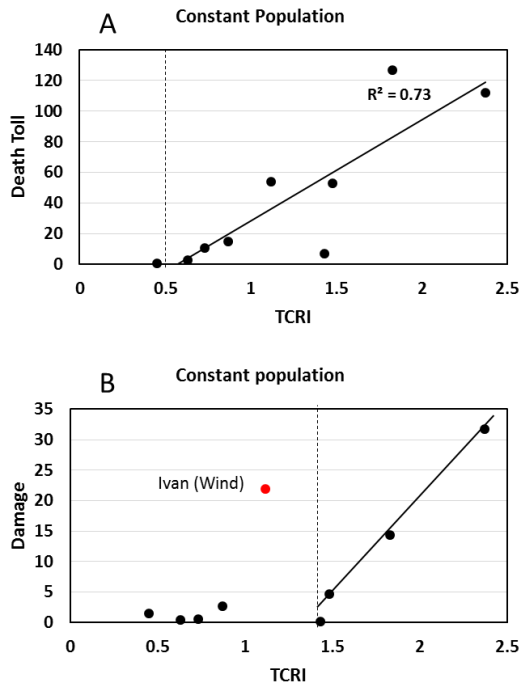 A
Constant Population
140
120
100
80
60
40
20
0
Death Toll
R² = 0.73
0 0.5 1 1.5 2 2.5
TCRI
B
Constant population
35
30
25
20
15
10
5
0
Damage
Ivan (Wind)
0 0.5 1 1.5 2 2.5
TCRI